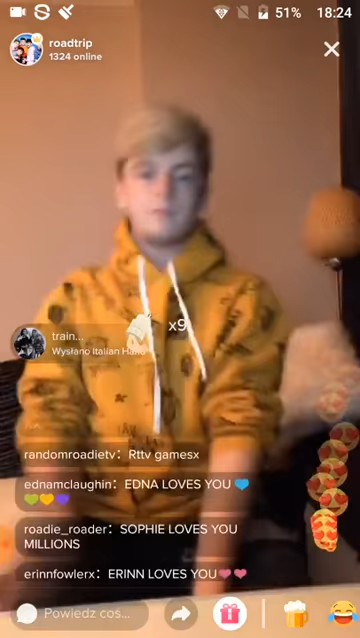 51% 18:24
roadtrip
1324 online
x9
train...
Wysłano Italian Hand
randomroadietv: Rttv gamesx
ednamclaughin: EDNA LOVES YOU 💙
💚💛💜
roadie_roader: SOPHIE LOVES YOU
MILLIONS
erinnfowlerx: ERINN LOVES YOU❤❤
Powiedz coś...